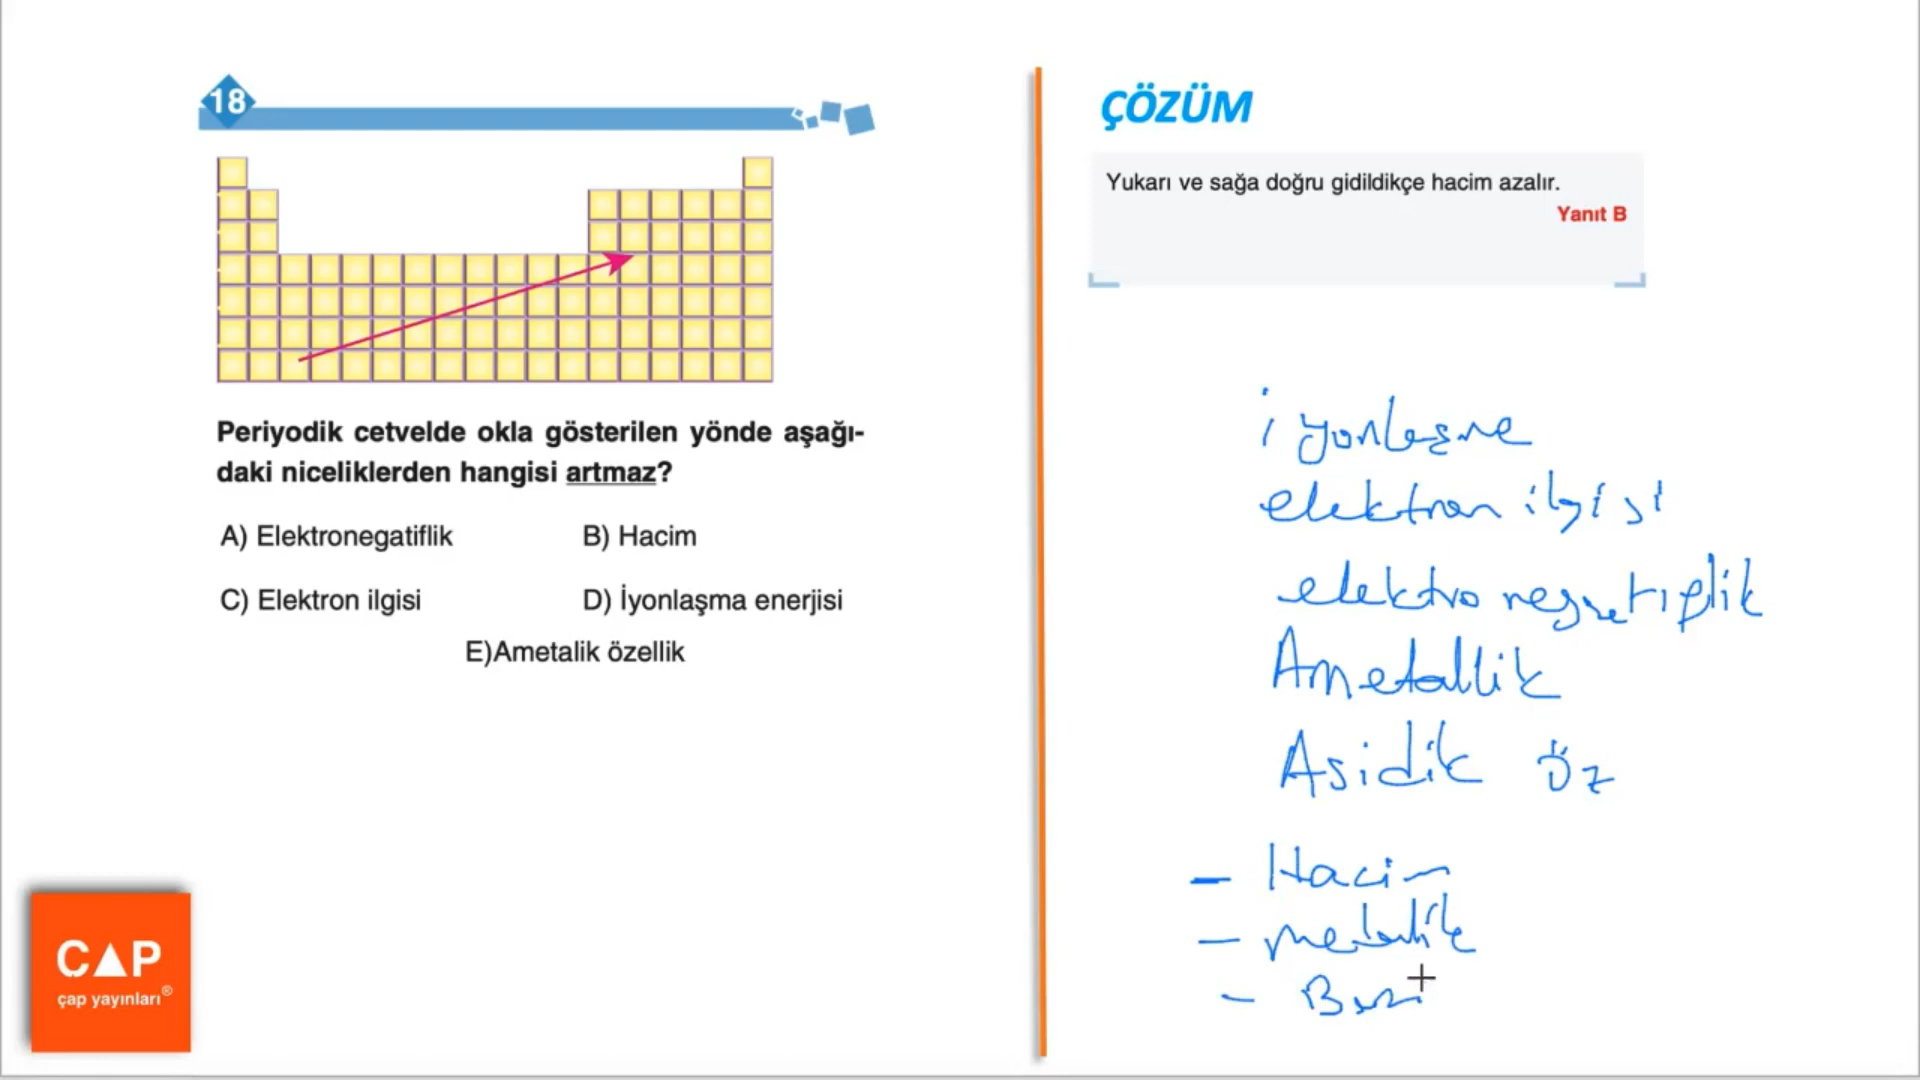 18
Periyodik cetvelde okla gösterilen yönde aşağı-
daki niceliklerden hangisi artmaz?
A) Elektronegatiflik
B) Hacim
C) Elektron ilgisi
D) İyonlaşma enerjisi
E)Ametalik özellik
CAP
çap yayınları®
ÇÖZÜM
Yukarı ve sağa doğru gidildikçe hacim azalır.
Yanıt B
iyonlaşma
elektron ilgisi
elektronegatiflik
Ametallik
Asidik öz
- Hacim
- metalik
-